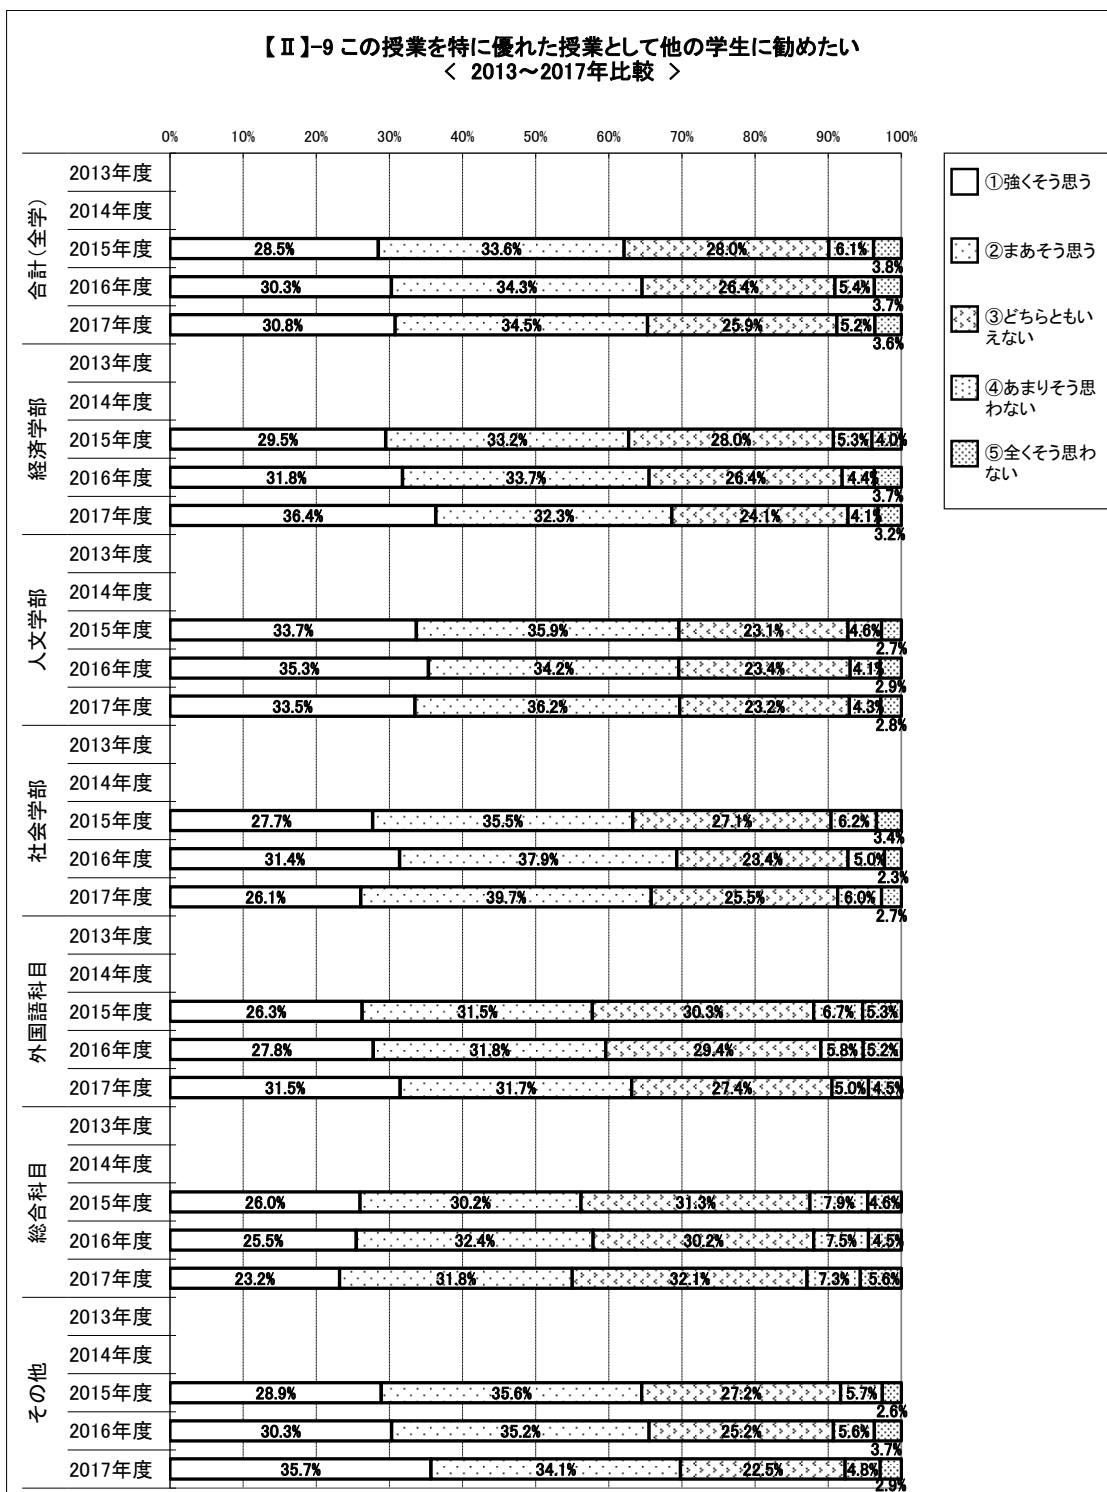 【Ⅱ】-9 この授業を特に優れた授業として他の学生に勧めたい
＜ 2013～2017年比較 ＞
0% 10% 20% 30% 40% 50% 60% 70% 80% 90% 100%
合計(全学)
2013年度
2014年度
2015年度 28.5% 33.6% 28.0% 6.1% 3.8%
2016年度 30.3% 34.3% 26.4% 5.4% 3.7%
2017年度 30.8% 34.5% 25.9% 5.2% 3.6%
経済学部
2013年度
2014年度
2015年度 29.5% 33.2% 28.0% 5.3% 4.0%
2016年度 31.8% 33.7% 26.4% 4.4% 3.7%
2017年度 36.4% 32.3% 24.1% 4.1% 3.2%
人文学部
2013年度
2014年度
2015年度 33.7% 35.9% 23.1% 4.6% 2.7%
2016年度 35.3% 34.2% 23.4% 4.1% 2.9%
2017年度 33.5% 36.2% 23.2% 4.3% 2.8%
社会学部
2013年度
2014年度
2015年度 27.7% 35.5% 27.1% 6.2% 3.4%
2016年度 31.4% 37.9% 23.4% 5.0% 2.3%
2017年度 26.1% 39.7% 25.5% 6.0% 2.7%
外国語科目
2013年度
2014年度
2015年度 26.3% 31.5% 30.3% 6.7% 5.3%
2016年度 27.8% 31.8% 29.4% 5.8% 5.2%
2017年度 31.5% 31.7% 27.4% 5.0% 4.5%
総合科目
2013年度
2014年度
2015年度 26.0% 30.2% 31.3% 7.9% 4.6%
2016年度 25.5% 32.4% 30.2% 7.5% 4.5%
2017年度 23.2% 31.8% 32.1% 7.3% 5.6%
その他
2013年度
2014年度
2015年度 28.9% 35.6% 27.2% 5.7% 2.6%
2016年度 30.3% 35.2% 25.2% 5.6% 3.7%
2017年度 35.7% 34.1% 22.5% 4.8% 2.9%
①強くそう思う
②まあそう思う
③どちらともい
えない
④あまりそう思
わない
⑤全くそう思わ
ない